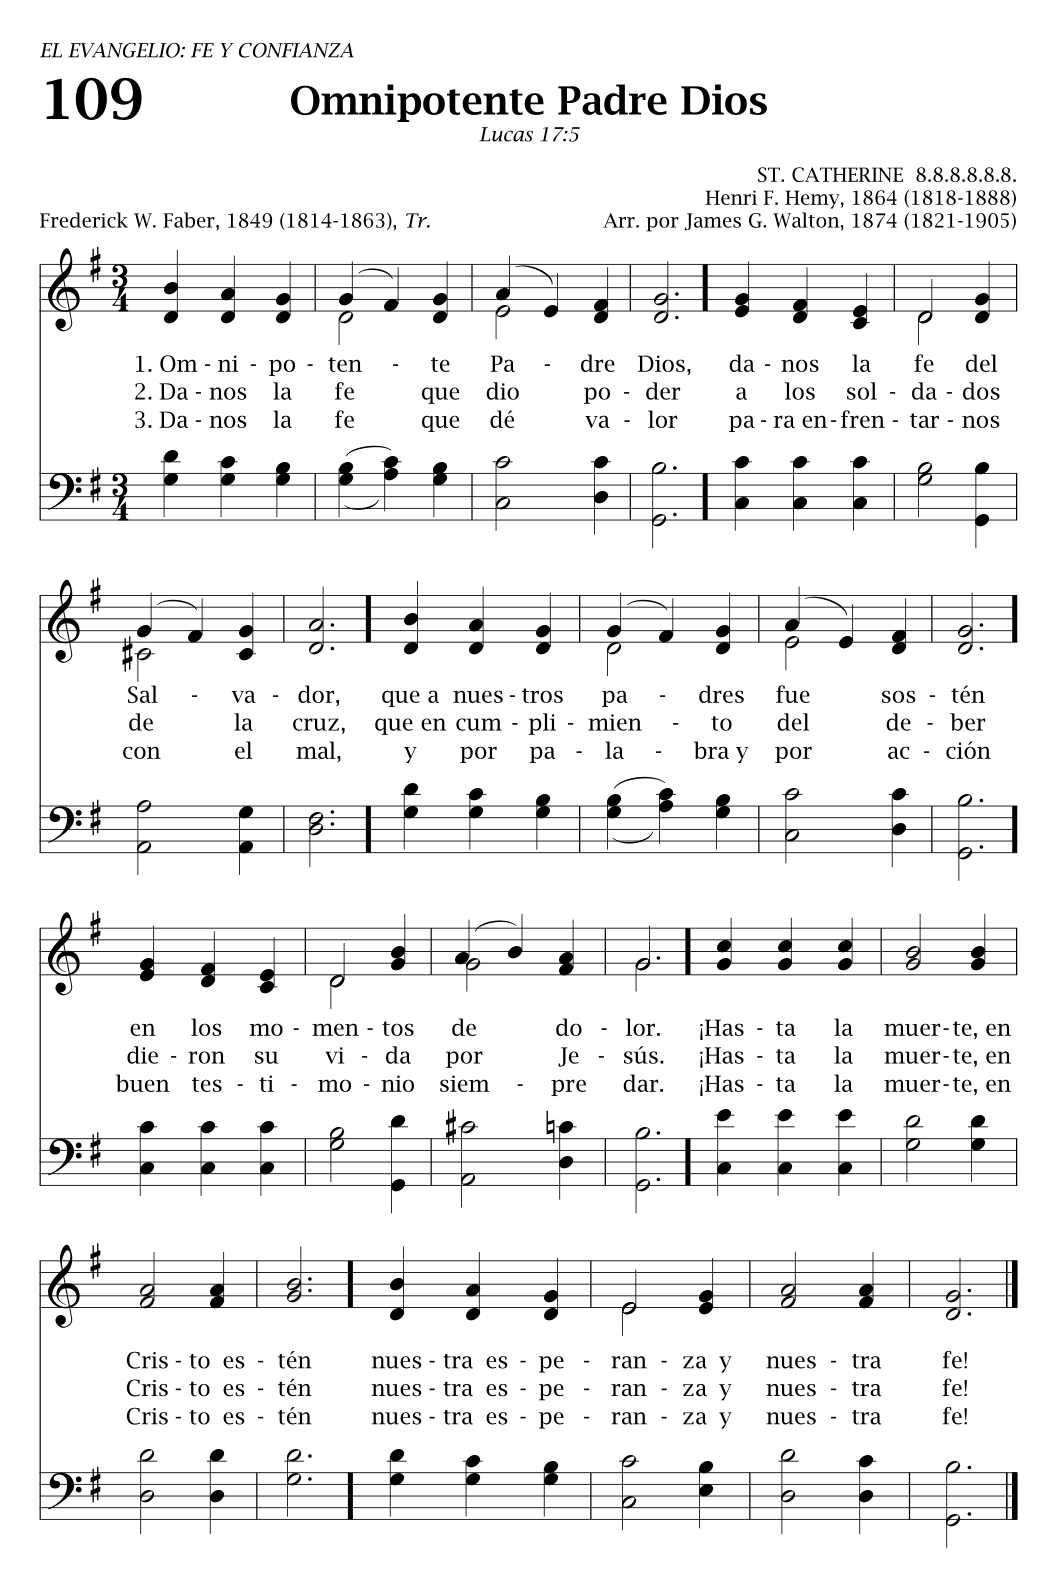 EL EVANGELIO: FE Y CONFIANZA
109 Omnipotente Padre Dios
Lucas 17:5
ST. CATHERINE 8.8.8.8.8.8.
Henri F. Hemy, 1864 (1818-1888)
Frederick W. Faber, 1849 (1814-1863), Tr. Arr. por James G. Walton, 1874 (1821-1905)
3
4
1. Om - ni - po - ten - te Pa - dre Dios, da - nos la fe del
2. Da - nos la fe que dio po - der a los sol - da - dos
3. Da - nos la fe que dé va - lor pa - ra en - fren - tar - nos
3
4
Sal - va - dor, que a nues - tros pa - dres fue sos - tén
de la cruz, que en cum - pli - mien - to del de - ber
con el mal, y por pa - la - bra y por ac - ción
en los mo - men - tos de do - lor. ¡Has - ta la muer - te, en
die - ron su vi - da por Je - sús. ¡Has - ta la muer - te, en
buen tes - ti - mo - nio siem - pre dar. ¡Has - ta la muer - te, en
Cris - to es - tén nues - tra es - pe - ran - za y nues - tra fe!
Cris - to es - tén nues - tra es - pe - ran - za y nues - tra fe!
Cris - to es - tén nues - tra es - pe - ran - za y nues - tra fe!